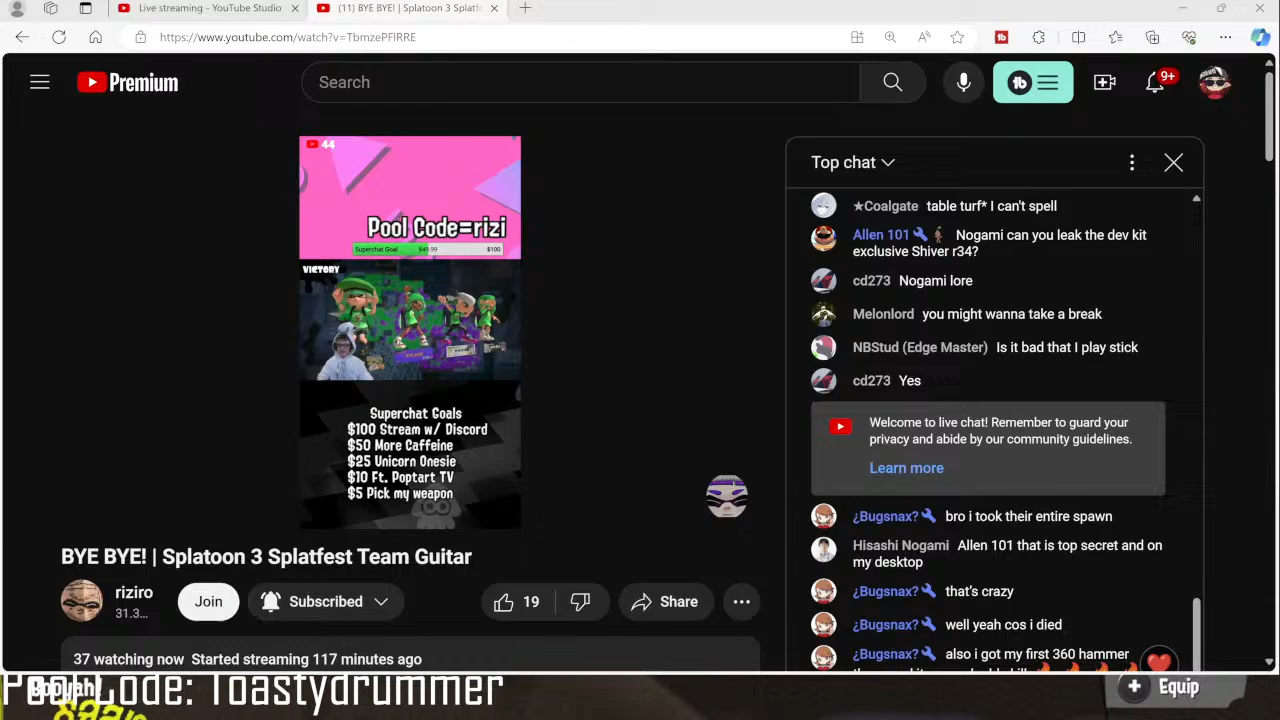 Live streaming - YouTube Studio
(11) BYE BYE! | Splatoon 3 Splatf
https://www.youtube.com/watch?v=TbmzePFIRRE
Premium
Search
9+
44
Pool Code=rizi
Superchat Goal $49.99 $100
VICTORY
Superchat Goals
$100 Stream w/ Discord
$50 More Caffeine
$25 Unicorn Onesie
$10 Ft. Poptart TV
$5 Pick my weapon
BYE BYE! | Splatoon 3 Splatfest Team Guitar
riziro
31.3...
Join
Subscribed
19
Share
37 watching now Started streaming 117 minutes ago
Top chat
★Coalgate table turf* I can't spell
Allen 101 Nogami can you leak the dev kit
exclusive Shiver r34?
cd273 Nogami lore
Melonlord you might wanna take a break
NBStud (Edge Master) Is it bad that I play stick
cd273 Yes
Welcome to live chat! Remember to guard your
privacy and abide by our community guidelines.
Learn more
¿Bugsnax? bro i took their entire spawn
Hisashi Nogami Allen 101 that is top secret and on
my desktop
¿Bugsnax? that's crazy
¿Bugsnax? well yeah cos i died
¿Bugsnax? also i got my first 360 hammer
Pool Code: Toastydrummer
Booyah!
Equip